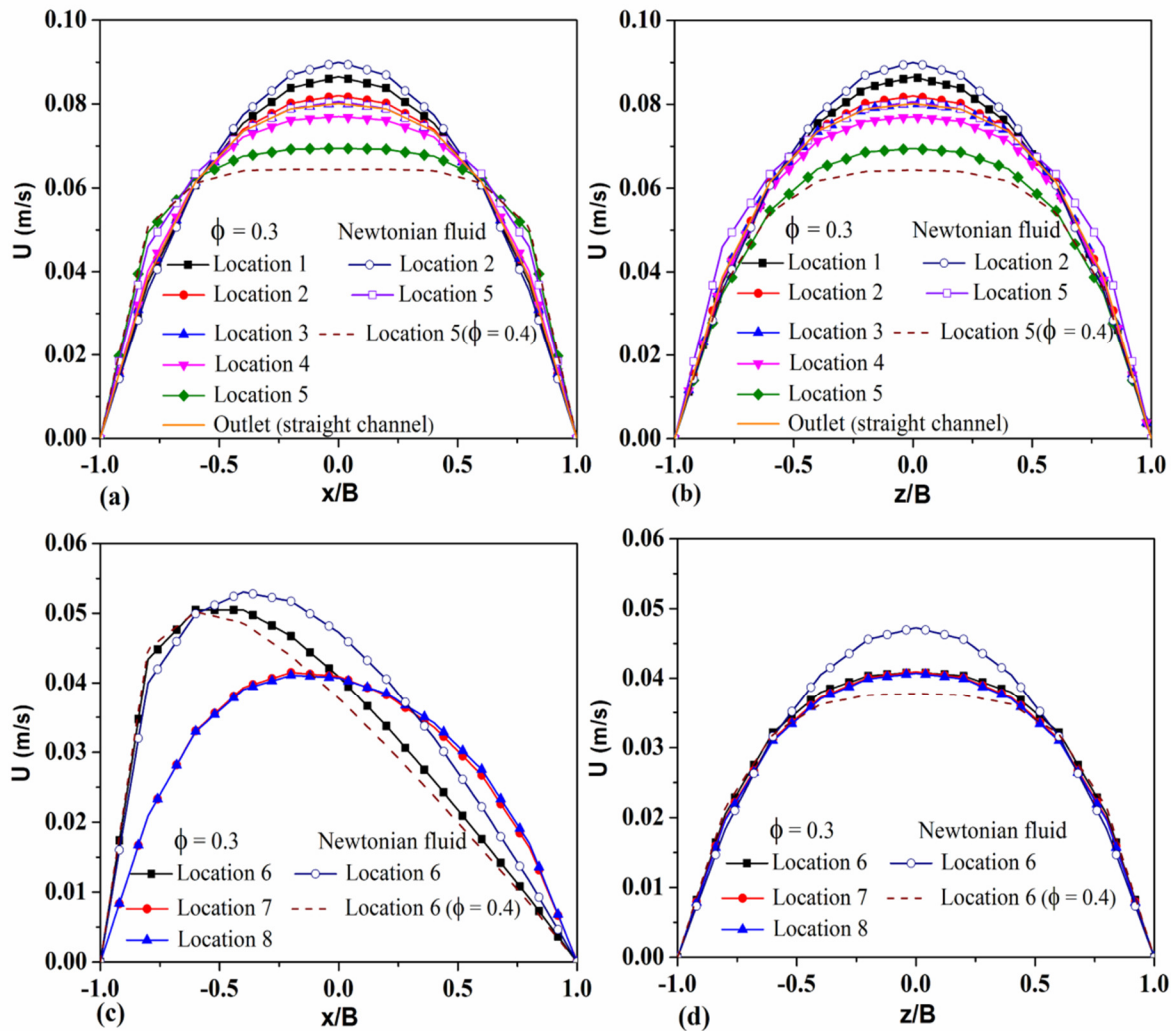 0.10
0.08
0.06
0.04
0.02
0.00
U (m/s)
ϕ = 0.3 Newtonian fluid
Location 1 Location 2
Location 2 Location 5
Location 3 Location 5(ϕ = 0.4)
Location 4
Location 5
Outlet (straight channel)
-1.0 -0.5 0.0 0.5 1.0
(a) x/B
0.10
0.08
0.06
0.04
0.02
0.00
U (m/s)
ϕ = 0.3 Newtonian fluid
Location 1 Location 2
Location 2 Location 5
Location 3 Location 5(ϕ = 0.4)
Location 4
Location 5
Outlet (straight channel)
-1.0 -0.5 0.0 0.5 1.0
(b) z/B
0.06
0.05
0.04
0.03
0.02
0.01
0.00
U (m/s)
ϕ = 0.3 Newtonian fluid
Location 6 Location 6
Location 7 Location 6 (ϕ = 0.4)
Location 8
-1.0 -0.5 0.0 0.5 1.0
(c) x/B
0.06
0.05
0.04
0.03
0.02
0.01
0.00
U (m/s)
ϕ = 0.3 Newtonian fluid
Location 6 Location 6
Location 7 Location 6 (ϕ = 0.4)
Location 8
-1.0 -0.5 0.0 0.5 1.0
(d) z/B